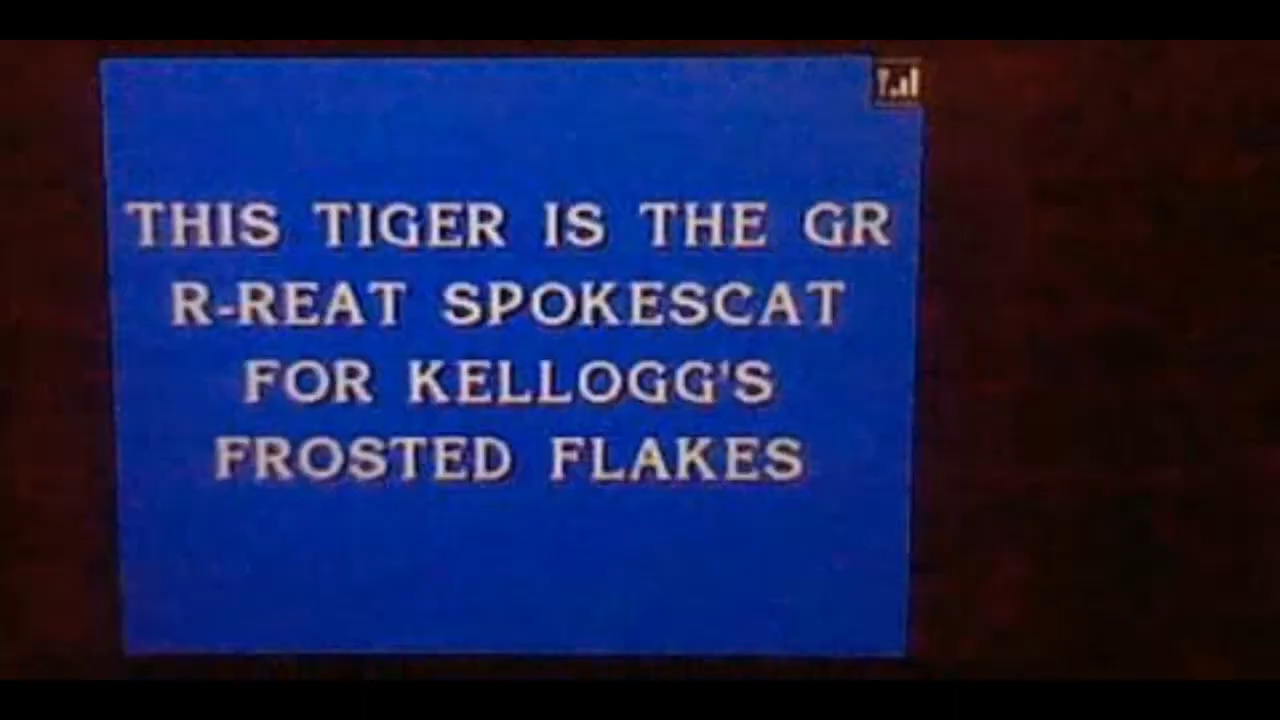 THIS TIGER IS THE GR
R-REAT SPOKESCAT
FOR KELLOGG'S
FROSTED FLAKES